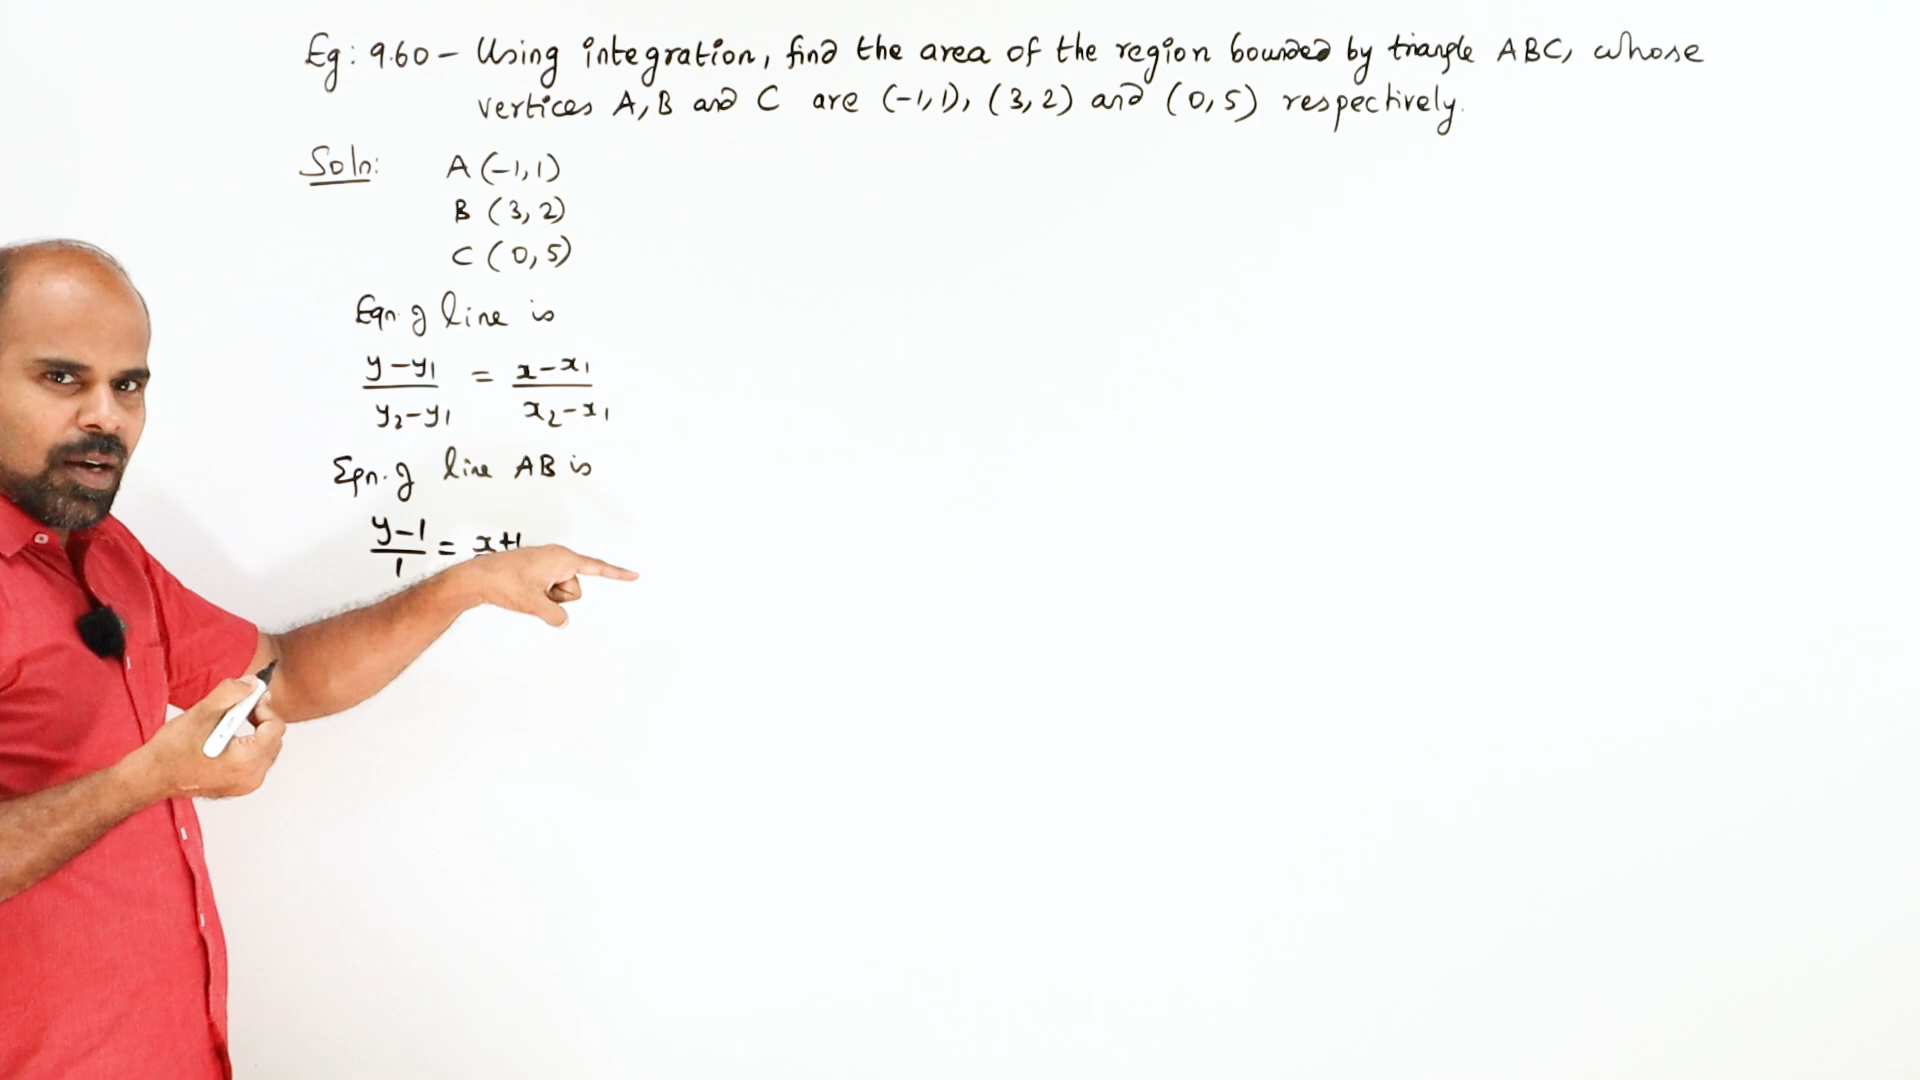 Eg: 9.60 - Using integration, find the area of the region bounded by triangle ABC, whose
vertices A, B and C are (-1,1), (3,2) and (0,5) respectively.
Soln: A (-1,1)
B (3,2)
C (0,5)
Eqn. of line is
y-y₁/y₂-y₁ = x-x₁/x₂-x₁
Eqn. of line AB is
y-1/1 = x+1